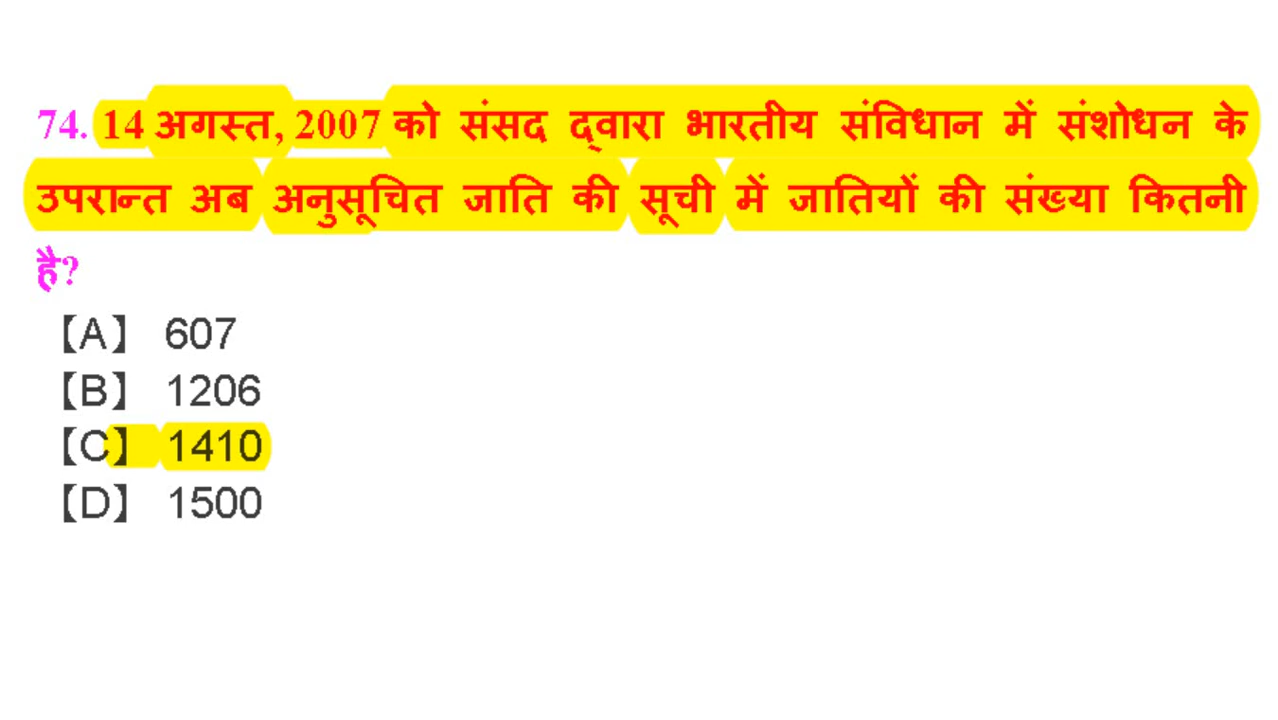 74. 14 अगस्त, 2007 को संसद द्वारा भारतीय संविधान में संशोधन के
उपरान्त अब अनुसूचित जाति की सूची में जातियों की संख्या कितनी
है?
【A】 607
【B】 1206
【C】 1410
【D】 1500